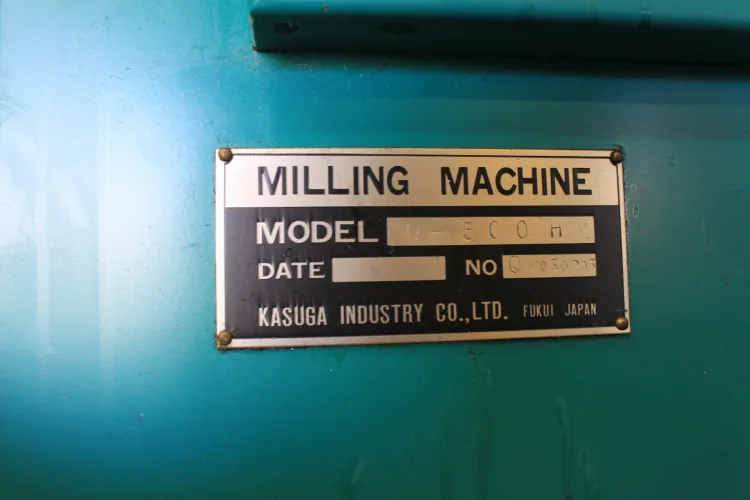 MILLING MACHINE
MODEL
DATE NO
KASUGA INDUSTRY CO.,LTD. FUKUI JAPAN